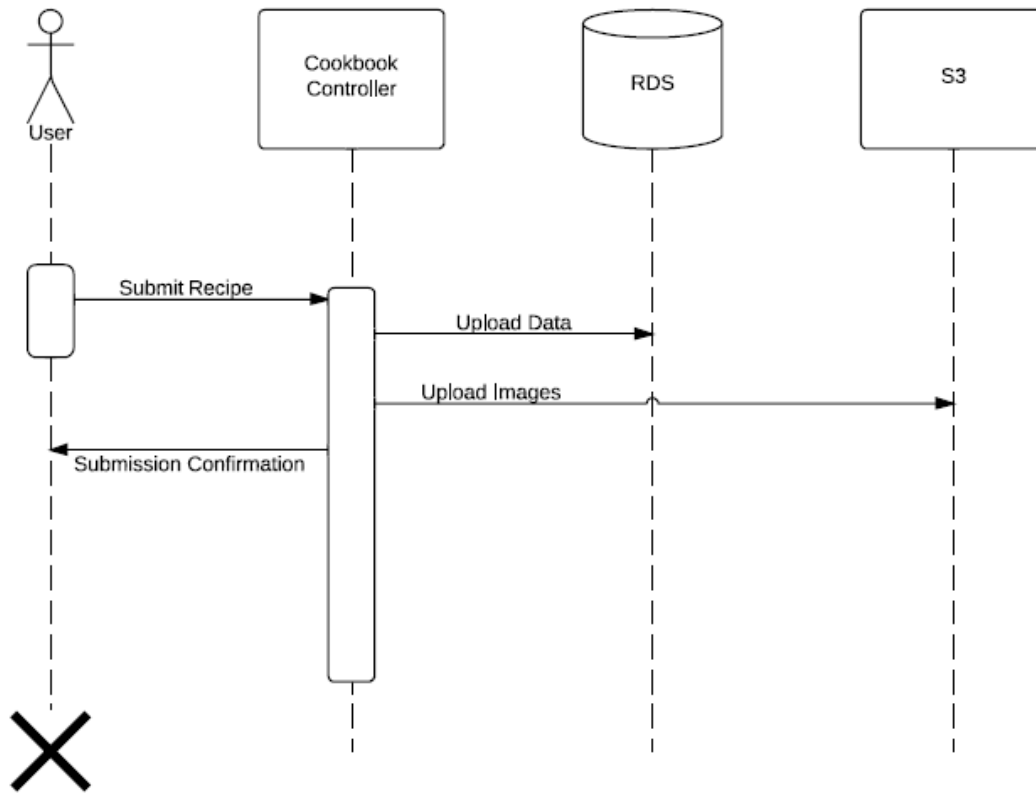 Cookbook
Controller
RDS
S3
User
Submit Recipe
Upload Data
Upload Images
Submission Confirmation